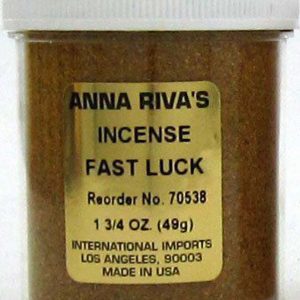 ANNA RIVA'S
INCENSE
FAST LUCK
Reorder No. 70538
1 3/4 OZ. (49g)
INTERNATIONAL IMPORTS
LOS ANGELES, 90003
MADE IN USA